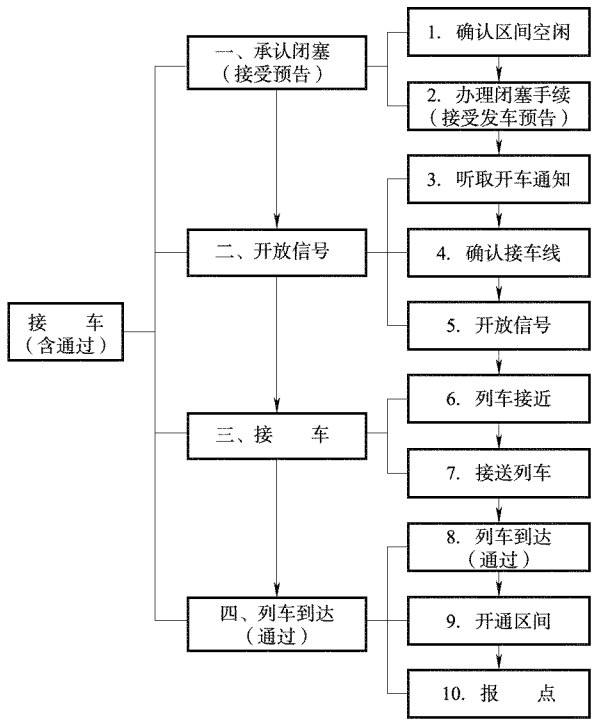 接　　车
（含通过）
一、承认闭塞
（接受预告）
1. 确认区间空闲
2. 办理闭塞手续
（接受发车预告）
二、开放信号
3. 听取开车通知
4. 确认接车线
5. 开放信号
三、接　　车
6. 列车接近
7. 接送列车
四、列车到达
（通过）
8. 列车到达
（通过）
9. 开通区间
10. 报　　点